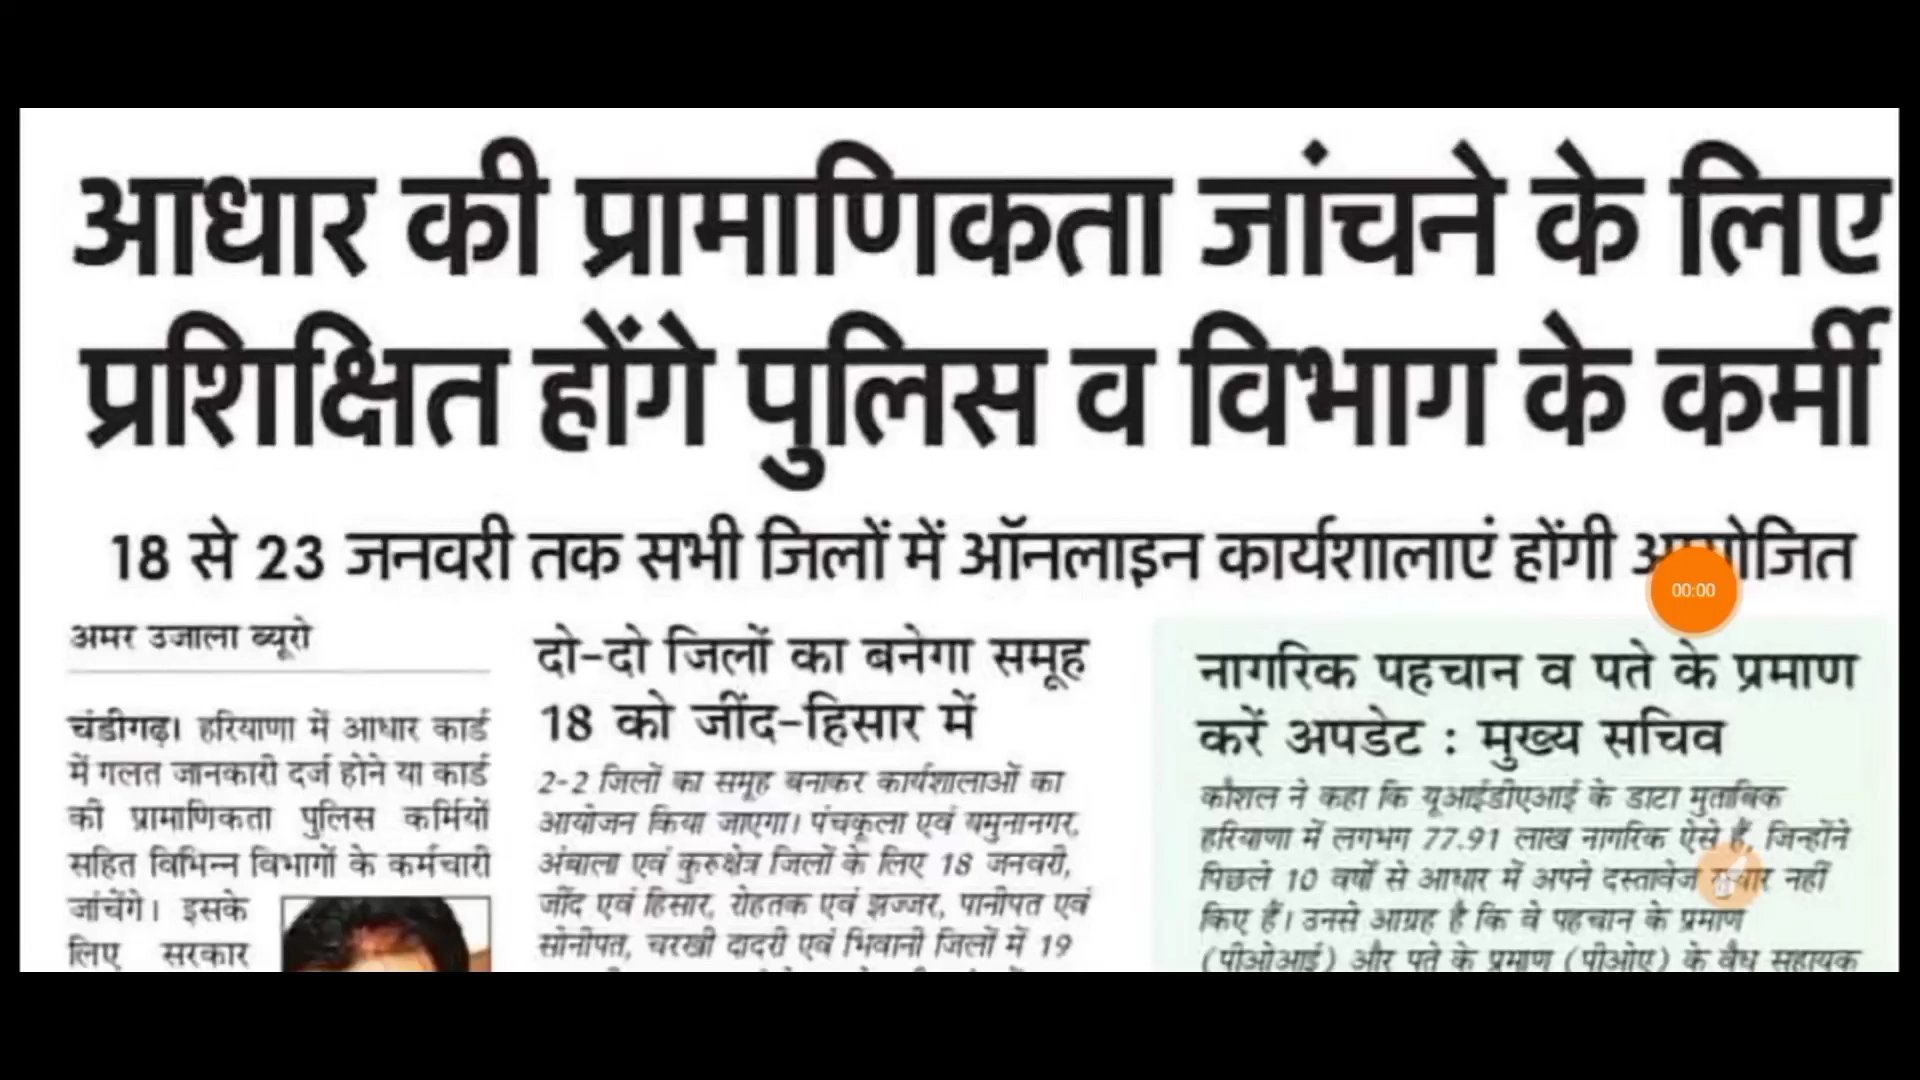 आधार की प्रामाणिकता जांचने के लिए
प्रशिक्षित होंगे पुलिस व विभाग के कर्मी
18 से 23 जनवरी तक सभी जिलों में ऑनलाइन कार्यशालाएं होंगी आयोजित
00:00
अमर उजाला ब्यूरो
चंडीगढ़। हरियाणा में आधार कार्ड
में गलत जानकारी दर्ज होने या कार्ड
की प्रामाणिकता पुलिस कर्मियों
सहित विभिन्न विभागों के कर्मचारी
जांचेंगे। इसके
लिए सरकार
दो-दो जिलों का बनेगा समूह
18 को जींद-हिसार में
2-2 जिलों का समूह बनाकर कार्यशालाओं का
आयोजन किया जाएगा। पंचकूला एवं यमुनानगर,
अंबाला एवं कुरुक्षेत्र जिलों के लिए 18 जनवरी,
जींद एवं हिसार, रोहतक एवं झज्जर, पानीपत एवं
सोनीपत, चरखी दादरी एवं भिवानी जिलों में 19
नागरिक पहचान व पते के प्रमाण
करें अपडेट : मुख्य सचिव
कौशल ने कहा कि यूआईडीएआई के डाटा मुताबिक
हरियाणा में लगभग 77.91 लाख नागरिक ऐसे हैं, जिन्होंने
पिछले 10 वर्षों से आधार में अपने दस्तावेज नहीं
किए हैं। उनसे आग्रह है कि वे पहचान के प्रमाण
(पीओआई) और पते के प्रमाण (पीओए) के वैध सहायक